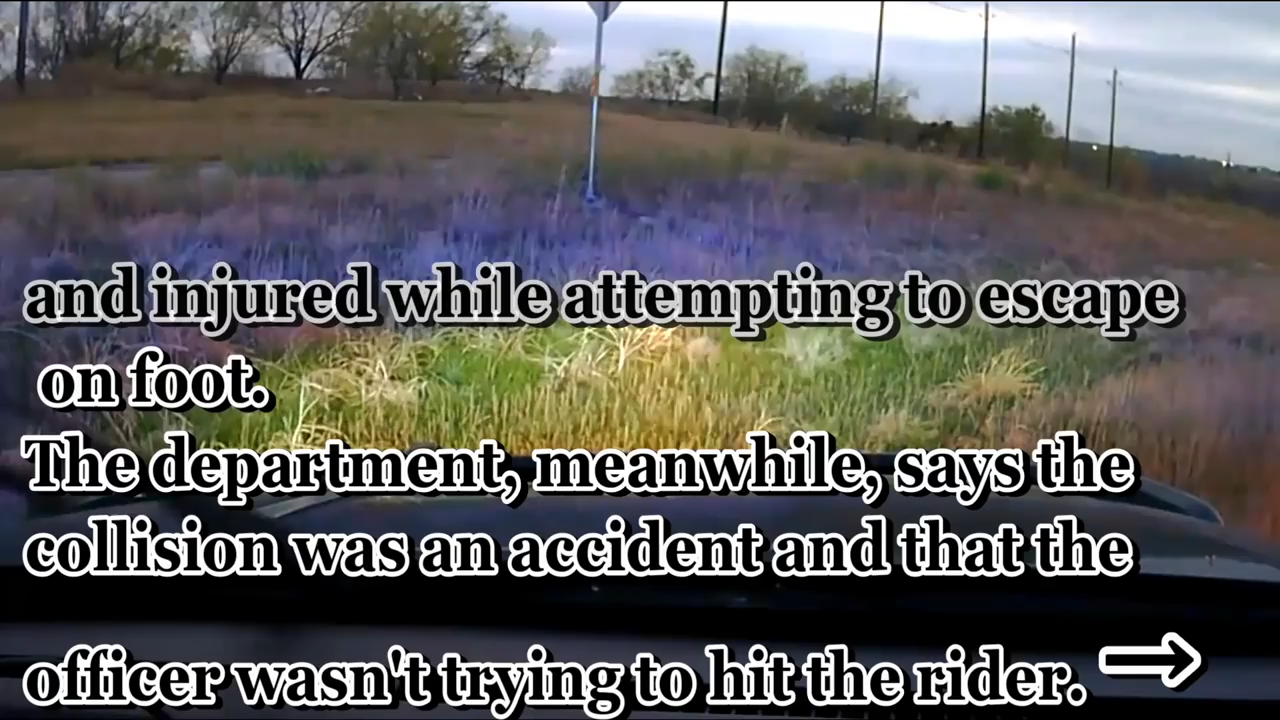 and injured while attempting to escape
on foot.
The department, meanwhile, says the
collision was an accident and that the
officer wasn't trying to hit the rider.